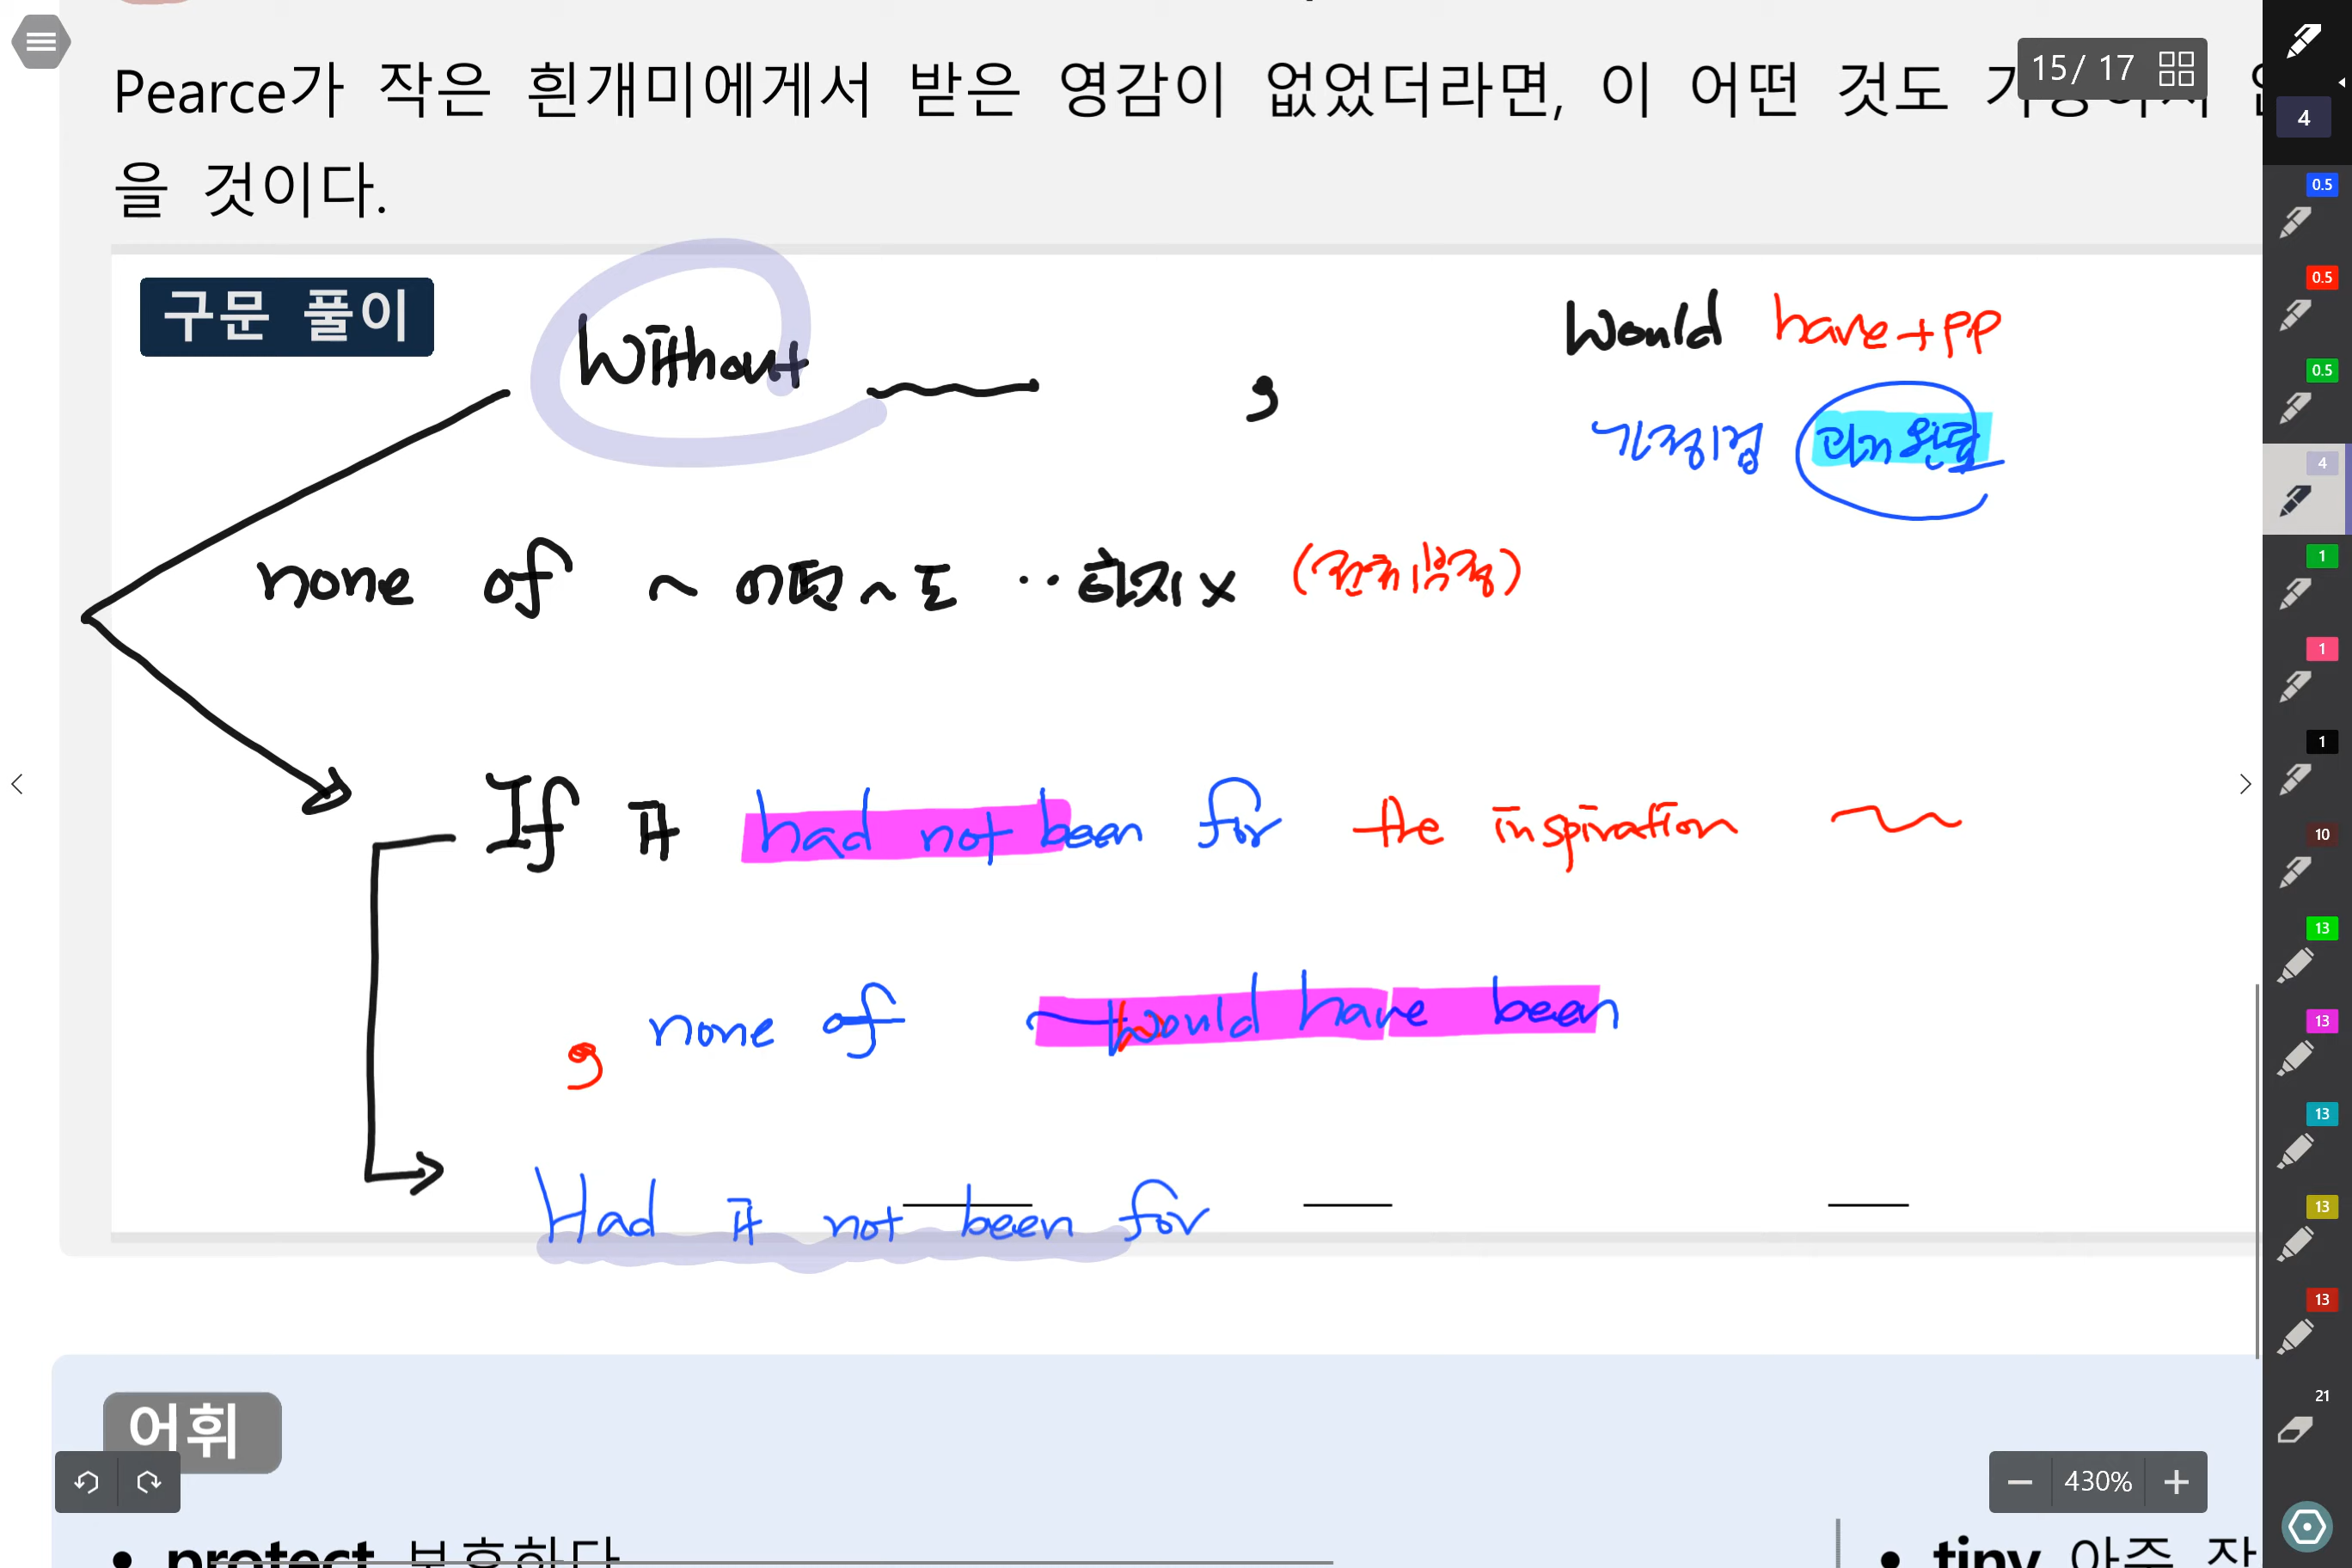 Pearce가 작은 흰개미에게서 받은 영감이 없었더라면, 이 어떤 것도
을 것이다.
15 / 17
구문 풀이
Without ,
Would have + PP
가정법 과거완료
none of ~ 어떤 ~ 도 ·· 하지 x (전체부정)
If it had not been for the inspiration ~
, none of ~ would have been
Had it not been for
어휘
430%
• protect 보호하다
• tiny 아주 작
4
0.5
0.5
0.5
4
1
1
1
10
13
13
13
13
13
21